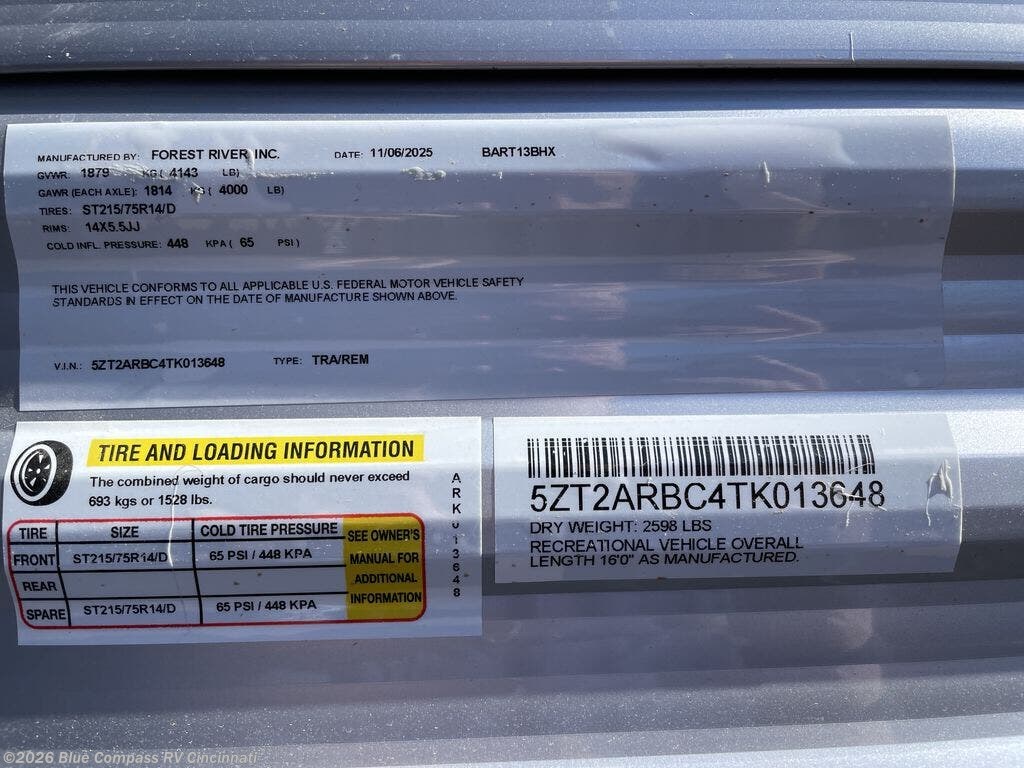 MANUFACTURED BY: FOREST RIVER, INC. DATE: 11/06/2025 BART13BHX
GVWR: 1879 KG ( 4143 LB)
GAWR (EACH AXLE): 1814 KG ( 4000 LB)
TIRES: ST215/75R14/D
RIMS: 14X5.5JJ
COLD INFL. PRESSURE: 448 KPA ( 65 PSI )
THIS VEHICLE CONFORMS TO ALL APPLICABLE U.S. FEDERAL MOTOR VEHICLE SAFETY
STANDARDS IN EFFECT ON THE DATE OF MANUFACTURE SHOWN ABOVE.
V.I.N.: 5ZT2ARBC4TK013648 TYPE: TRA/REM
TIRE AND LOADING INFORMATION
The combined weight of cargo should never exceed
693 kgs or 1528 lbs.
TIRE SIZE COLD TIRE PRESSURE
FRONT ST215/75R14/D 65 PSI / 448 KPA
REAR
SPARE ST215/75R14/D 65 PSI / 448 KPA
SEE OWNER'S
MANUAL FOR
ADDITIONAL
INFORMATION
ARK013648
5ZT2ARBC4TK013648
DRY WEIGHT: 2598 LBS
RECREATIONAL VEHICLE OVERALL
LENGTH 16'0" AS MANUFACTURED.
©2026 Blue Compass RV Cincinnati